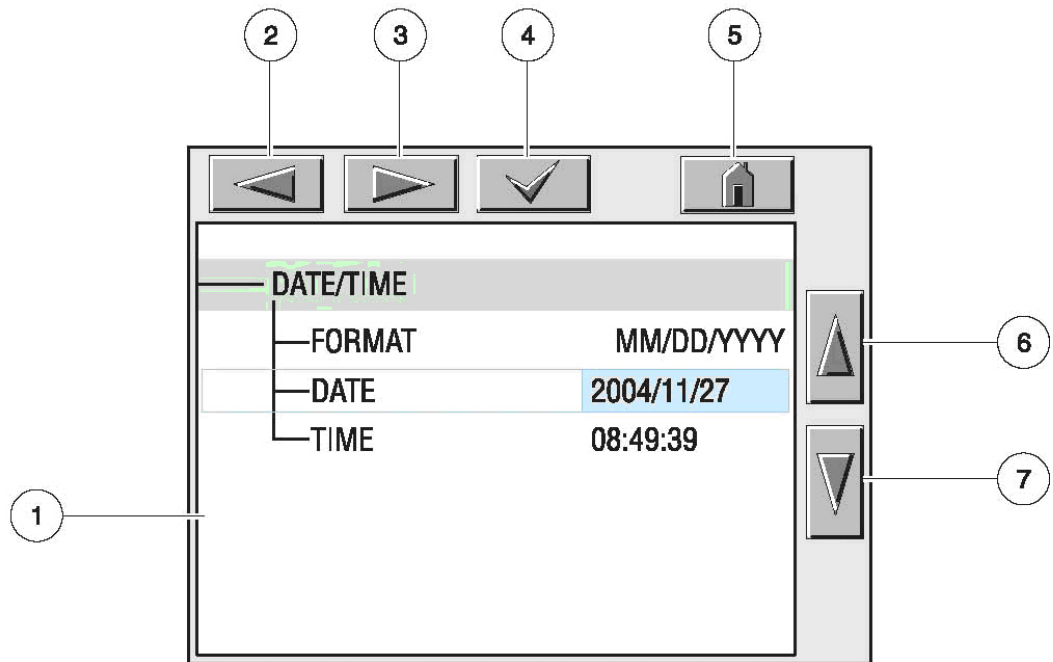 2 3 4 5
DATE/TIME
FORMAT MM/DD/YYYY
6
DATE 2004/11/27
TIME 08:49:39
7
1